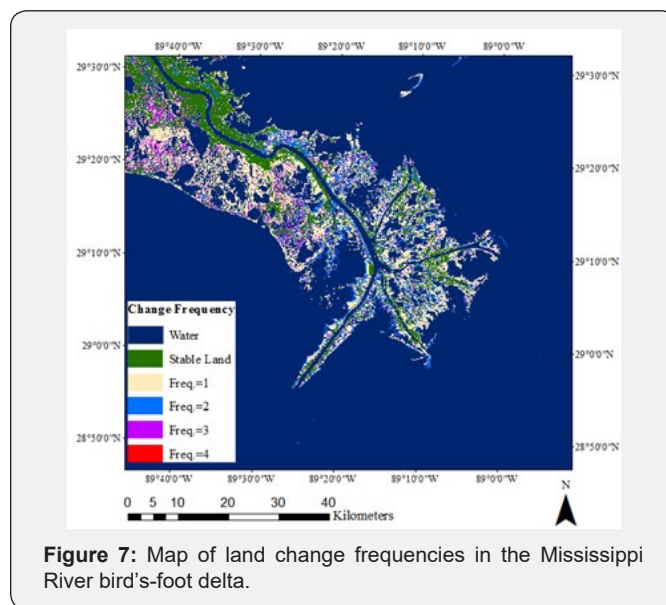 89°40'0"W 89°30'0"W 89°20'0"W 89°10'0"W 89°0'0"W
29°30'0"N 29°30'0"N
29°20'0"N 29°20'0"N
29°10'0"N 29°10'0"N
Change Frequency
Water
29°0'0"N 29°0'0"N
Stable Land
Freq.=1
Freq.=2
Freq.=3
28°50'0"N 28°50'0"N
Freq.=4
89°40'0"W 89°30'0"W 89°20'0"W 89°10'0"W 89°0'0"W
N
0 5 10 20 30 40
Kilometers
Figure 7: Map of land change frequencies in the Mississippi
River bird's-foot delta.